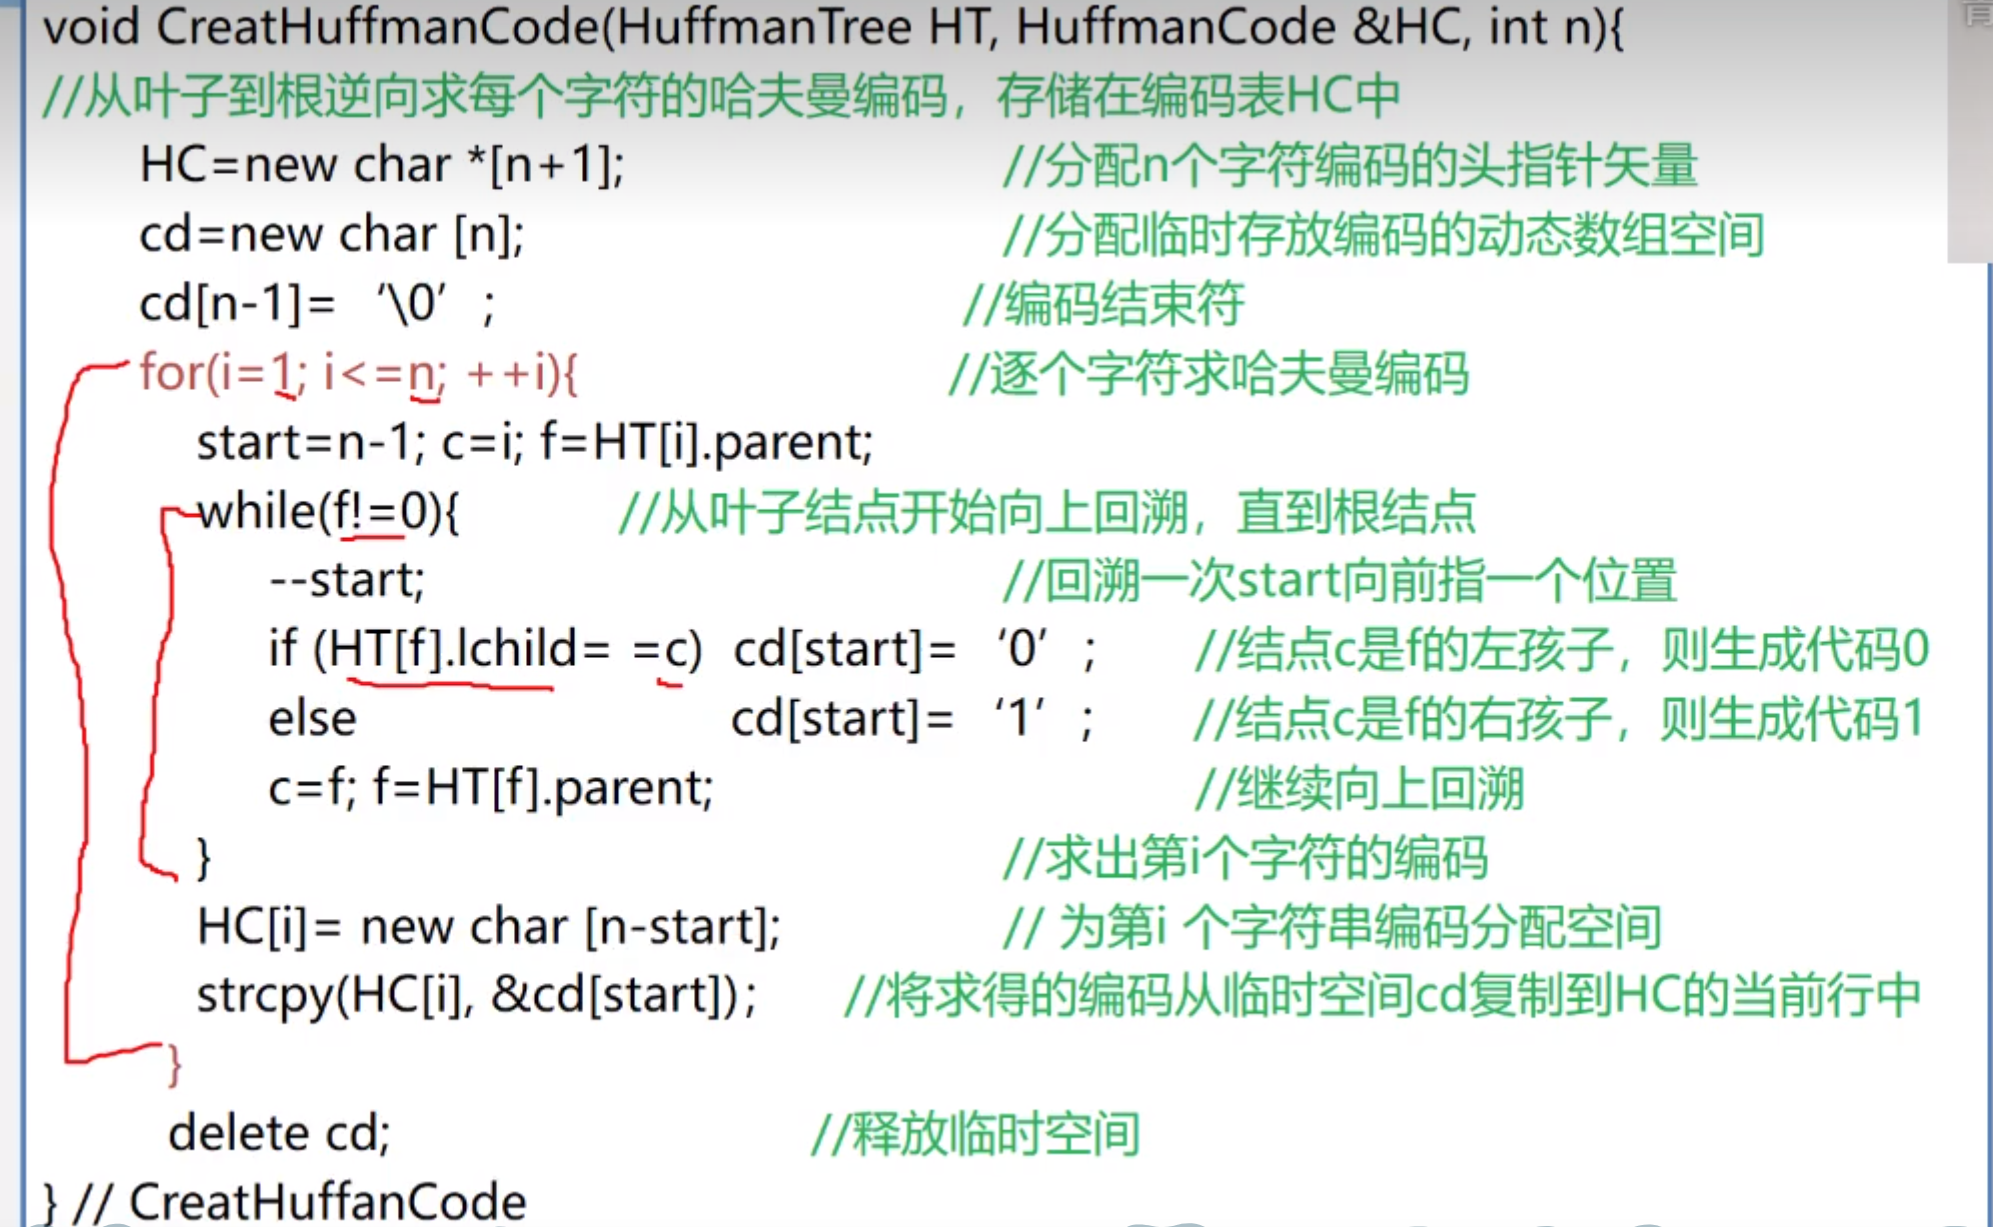 void CreatHuffmanCode(HuffmanTree HT, HuffmanCode &HC, int n){
//从叶子到根逆向求每个字符的哈夫曼编码，存储在编码表HC中
HC=new char *[n+1]; //分配n个字符编码的头指针矢量
cd=new char [n]; //分配临时存放编码的动态数组空间
cd[n-1]= ‘\0’ ; //编码结束符
for(i=1; i<=n; ++i){ //逐个字符求哈夫曼编码
start=n-1; c=i; f=HT[i].parent;
while(f!=0){ //从叶子结点开始向上回溯，直到根结点
--start; //回溯一次start向前指一个位置
if (HT[f].lchild= =c) cd[start]= ‘0’ ; //结点c是f的左孩子，则生成代码0
else cd[start]= ‘1’ ; //结点c是f的右孩子，则生成代码1
c=f; f=HT[f].parent; //继续向上回溯
} //求出第i个字符的编码
HC[i]= new char [n-start]; // 为第i 个字符串编码分配空间
strcpy(HC[i], &cd[start]); //将求得的编码从临时空间cd复制到HC的当前行中
}
delete cd; //释放临时空间
} // CreatHuffanCode